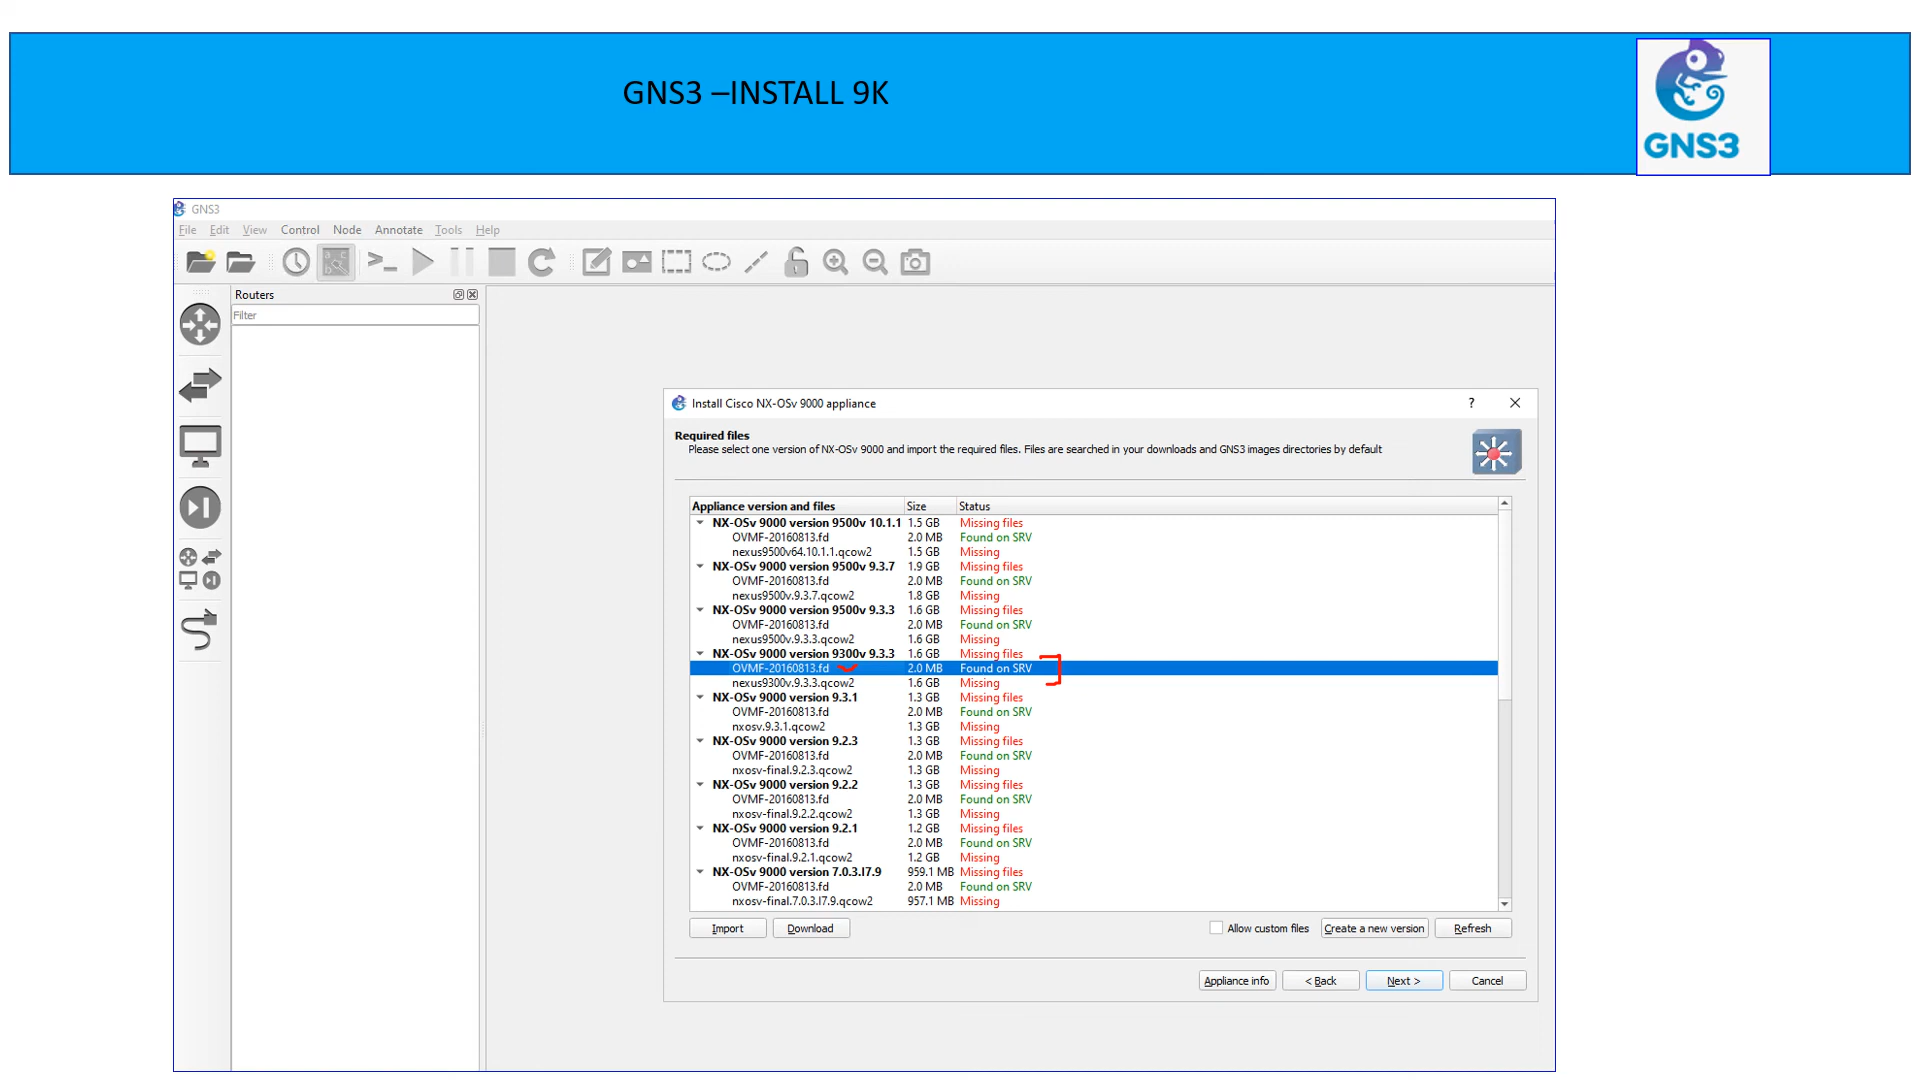 GNS3 –INSTALL 9K
GNS3
GNS3
File Edit View Control Node Annotate Tools Help
Routers
Filter
Install Cisco NX-OSv 9000 appliance
?
Required files
Please select one version of NX-OSv 9000 and import the required files. Files are searched in your downloads and GNS3 images directories by default
Appliance version and files Size Status
NX-OSv 9000 version 9500v 10.1.1 1.5 GB Missing files
OVMF-20160813.fd 2.0 MB Found on SRV
nexus9500v64.10.1.1.qcow2 1.5 GB Missing
NX-OSv 9000 version 9500v 9.3.7 1.9 GB Missing files
OVMF-20160813.fd 2.0 MB Found on SRV
nexus9500v.9.3.7.qcow2 1.8 GB Missing
NX-OSv 9000 version 9500v 9.3.3 1.6 GB Missing files
OVMF-20160813.fd 2.0 MB Found on SRV
nexus9500v.9.3.3.qcow2 1.6 GB Missing
NX-OSv 9000 version 9300v 9.3.3 1.6 GB Missing files
OVMF-20160813.fd 2.0 MB Found on SRV
nexus9300v.9.3.3.qcow2 1.6 GB Missing
NX-OSv 9000 version 9.3.1 1.3 GB Missing files
OVMF-20160813.fd 2.0 MB Found on SRV
nxosv.9.3.1.qcow2 1.3 GB Missing
NX-OSv 9000 version 9.2.3 1.3 GB Missing files
OVMF-20160813.fd 2.0 MB Found on SRV
nxosv-final.9.2.3.qcow2 1.3 GB Missing
NX-OSv 9000 version 9.2.2 1.3 GB Missing files
OVMF-20160813.fd 2.0 MB Found on SRV
nxosv-final.9.2.2.qcow2 1.3 GB Missing
NX-OSv 9000 version 9.2.1 1.2 GB Missing files
OVMF-20160813.fd 2.0 MB Found on SRV
nxosv-final.9.2.1.qcow2 1.2 GB Missing
NX-OSv 9000 version 7.0.3.I7.9 959.1 MB Missing files
OVMF-20160813.fd 2.0 MB Found on SRV
nxosv-final.7.0.3.I7.9.qcow2 957.1 MB Missing
Import Download Allow custom files Create a new version Refresh
Appliance info < Back Next > Cancel